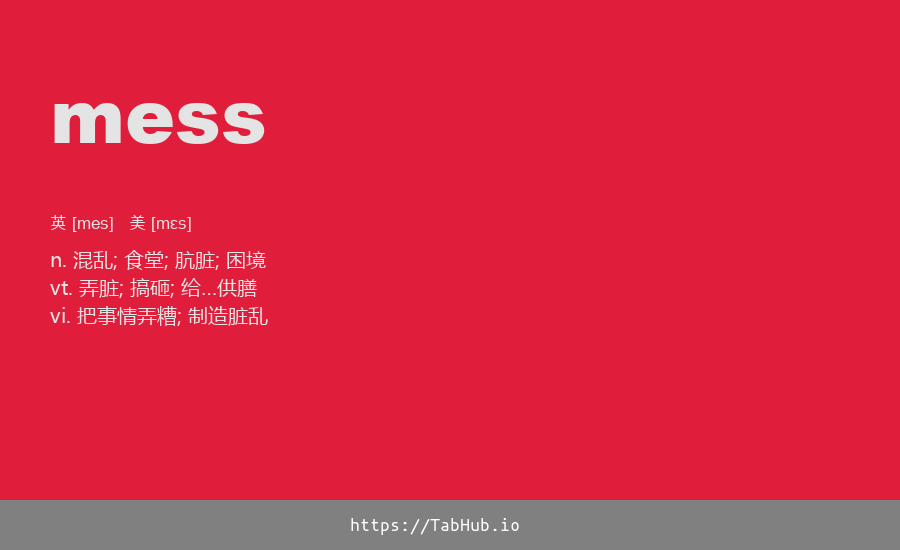 mess
英 [mes] 美 [mɛs]
n. 混乱; 食堂; 肮脏; 困境
vt. 弄脏; 搞砸; 给...供膳
vi. 把事情弄糟; 制造脏乱
https://TabHub.io